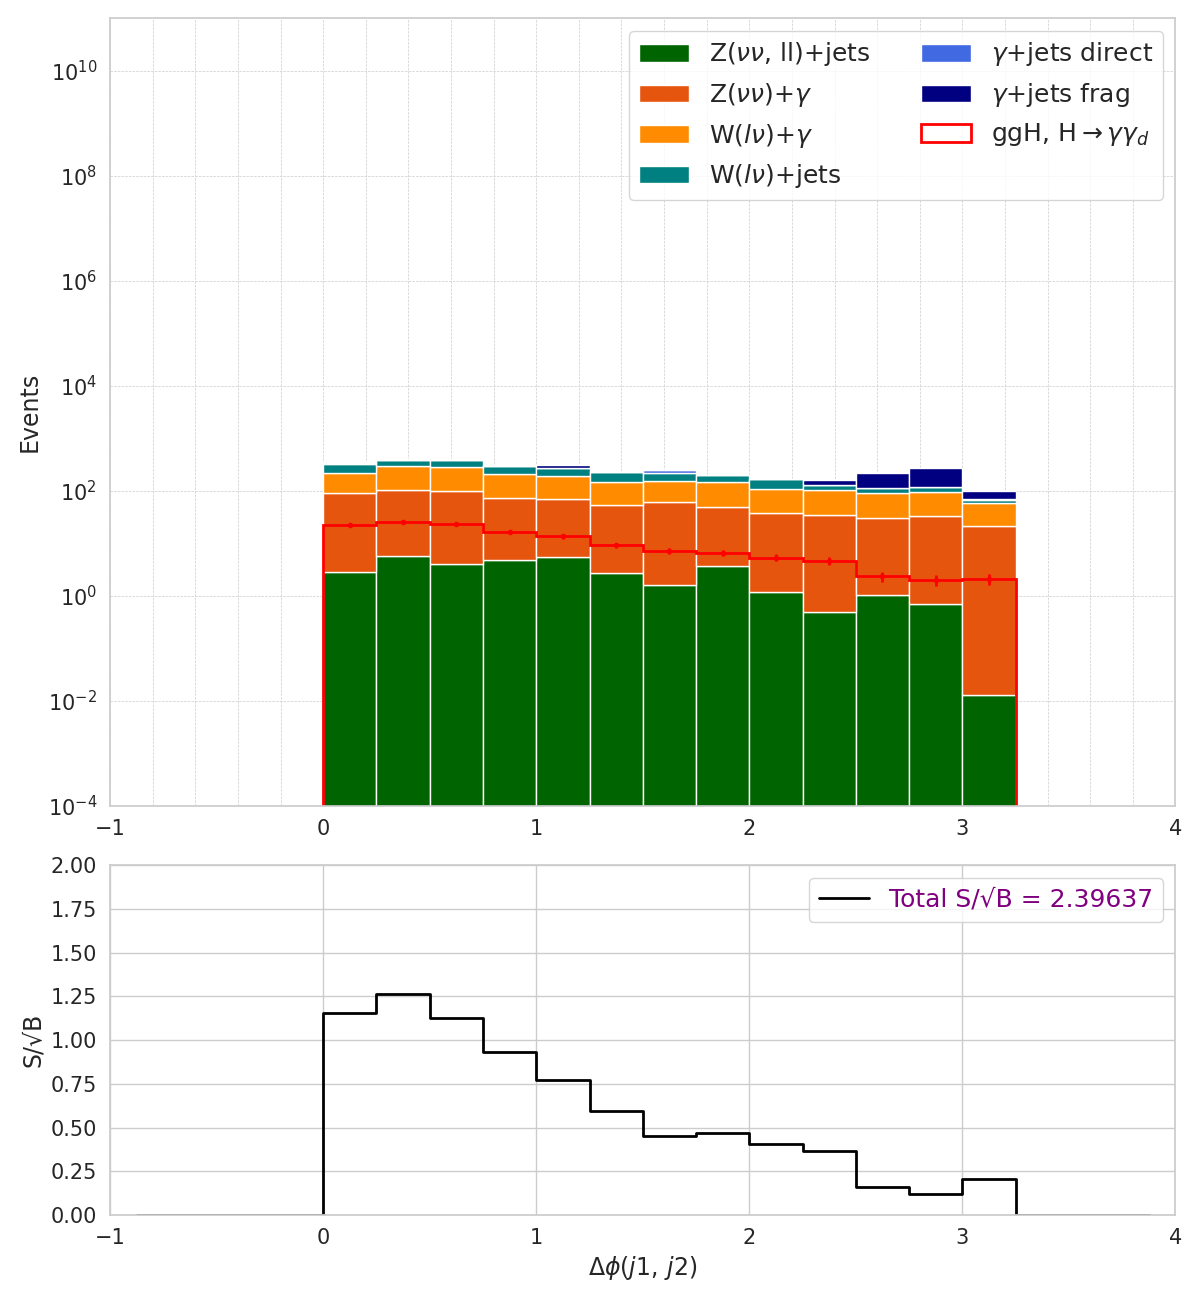 Z(νν, ll)+jets
Z(νν)+γ
W(lν)+γ
W(lν)+jets
γ+jets direct
γ+jets frag
ggH, H→γγ_d
Events
10^10
10^8
10^6
10^4
10^2
10^0
10^−2
10^−4
−1 0 1 2 3 4
Total S/√B = 2.39637
S/√B
2.00
1.75
1.50
1.25
1.00
0.75
0.50
0.25
0.00
−1 0 1 2 3 4
Δϕ(j1, j2)